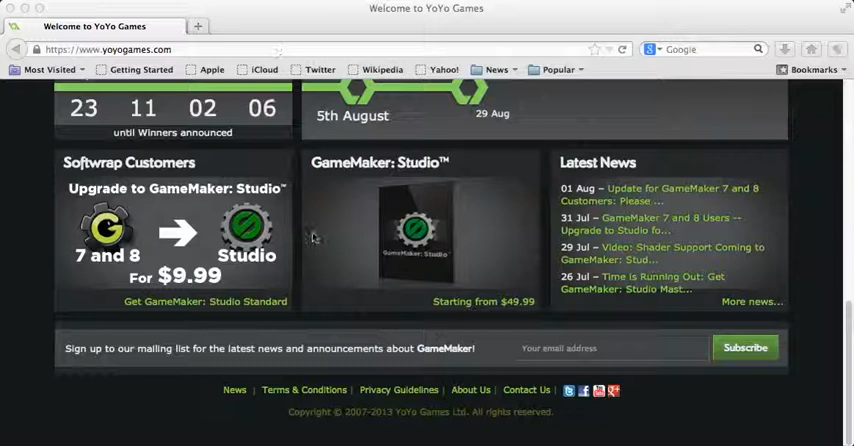 Welcome to YoYo Games
Welcome to YoYo Games
https://www.yoyogames.com
Google
Most Visited
Getting Started
Apple
iCloud
Twitter
Wikipedia
Yahoo!
News
Popular
Bookmarks
23 11 02 06
until Winners announced
5th August
29 Aug
Softwrap Customers
Upgrade to GameMaker: Studio™
7 and 8
Studio
For $9.99
Get GameMaker: Studio Standard
GameMaker: Studio™
GameMaker: Studio
Starting from $49.99
Latest News
01 Aug – Update for GameMaker 7 and 8
Customers: Please ...
31 Jul – GameMaker 7 and 8 Users --
Upgrade to Studio fo...
29 Jul – Video: Shader Support Coming to
GameMaker: Stud...
26 Jul – Time is Running Out: Get
GameMaker: Studio Mast...
More news...
Sign up to our mailing list for the latest news and announcements about GameMaker!
Your email address
Subscribe
News | Terms & Conditions | Privacy Guidelines | About Us | Contact Us |
Copyright © 2007-2013 YoYo Games Ltd. All rights reserved.